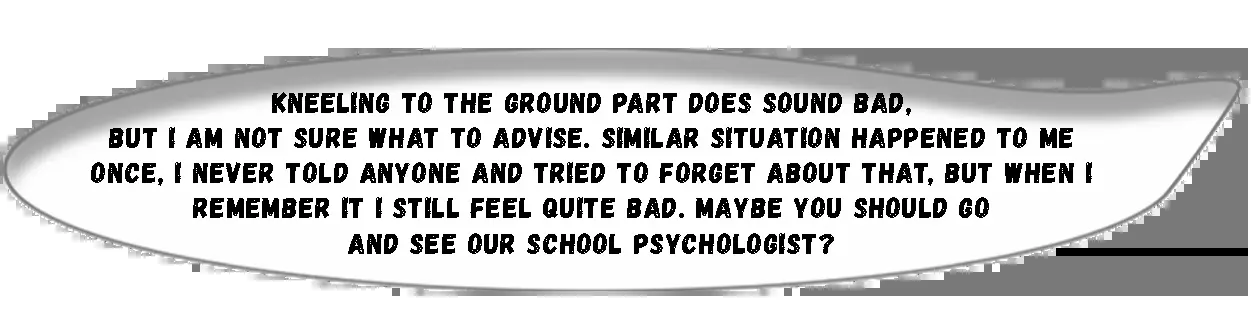 KNEELING TO THE GROUND PART DOES SOUND BAD,
BUT I AM NOT SURE WHAT TO ADVISE. SIMILAR SITUATION HAPPENED TO ME
ONCE, I NEVER TOLD ANYONE AND TRIED TO FORGET ABOUT THAT, BUT WHEN I
REMEMBER IT I STILL FEEL QUITE BAD. MAYBE YOU SHOULD GO
AND SEE OUR SCHOOL PSYCHOLOGIST?